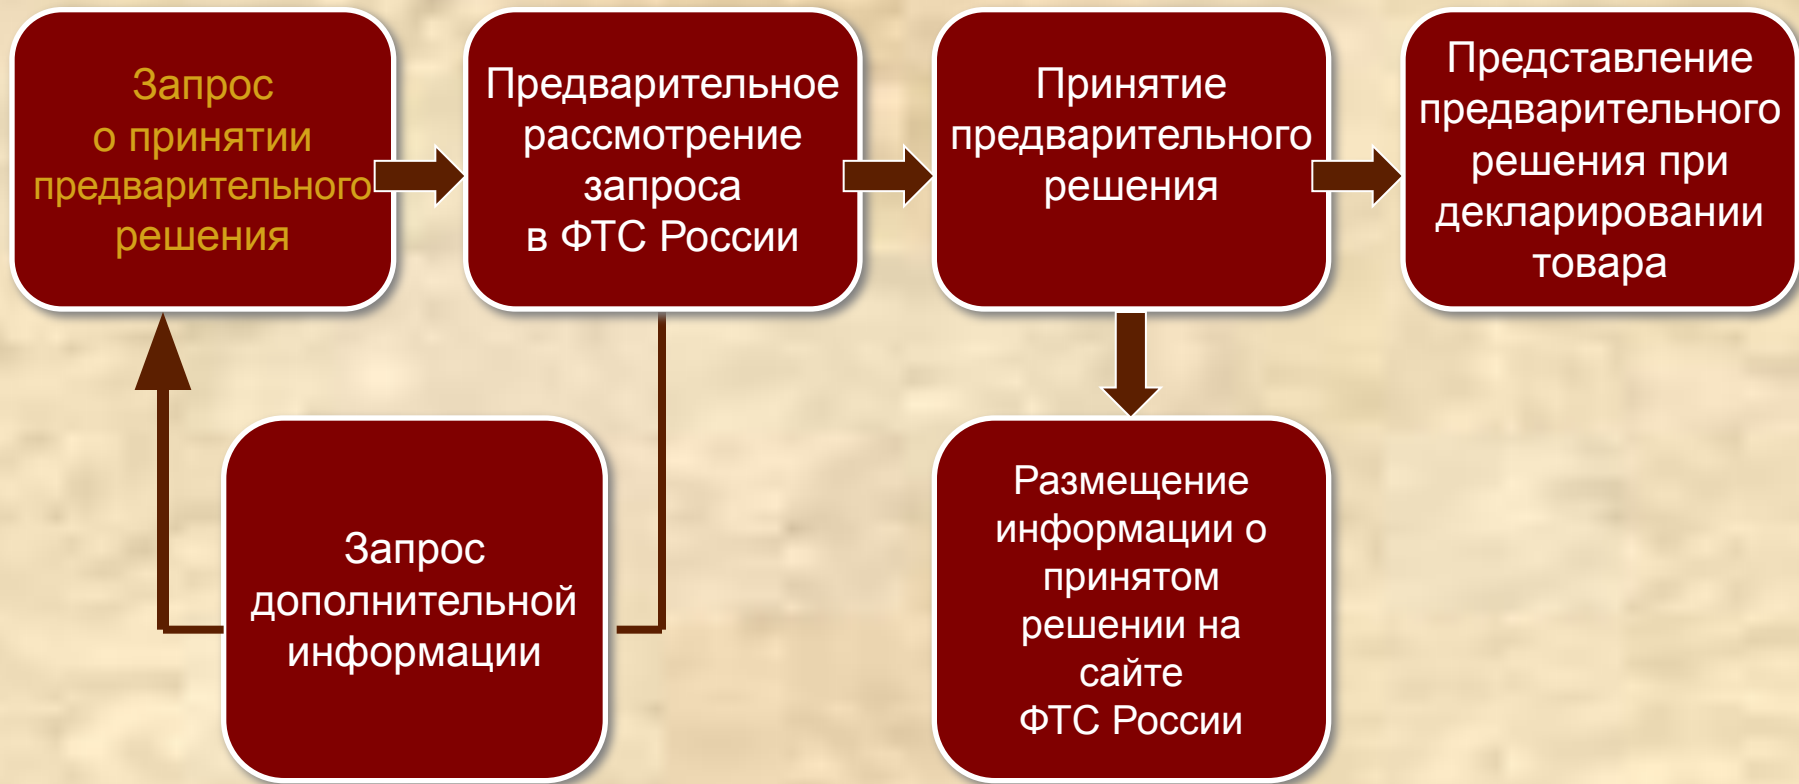 Запрос
о принятии
предварительного
решения
Предварительное
рассмотрение
запроса
в ФТС России
Принятие
предварительного
решения
Представление
предварительного
решения при
декларировании
товара
Запрос
дополнительной
информации
Размещение
информации о
принятом
решении на
сайте
ФТС России